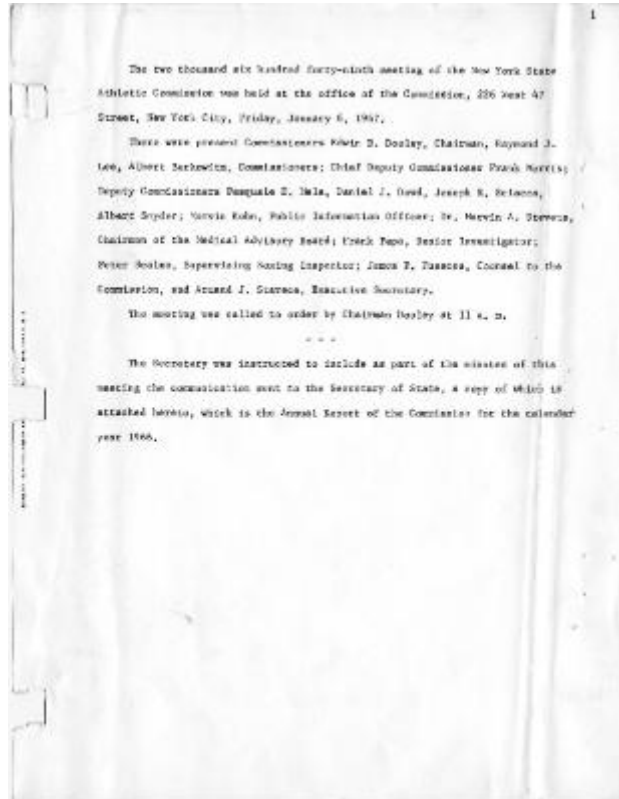 1
The two thousand six hundred forty-ninth meeting of the New York State
Athletic Commission was held at the office of the Commission, 226 West 47
Street, New York City, Friday, January 6, 1967.
There were present Commissioners Edwin B. Dooley, Chairman, Raymond J.
Lee, Albert Berkowitz, Commissioners; Chief Deputy Commissioner Frank Morris;
Deputy Commissioners Pasquale Daniel J. Dowd, Joseph
Albert Snyder; Marvin Kohn, Public Information Officer; Dr. Marvin A. Stevens,
Chairman of the Medical Advisory Board; Frank Pape, Senior Investigator;
Peter Supervising Boxing Inspector; James Counsel to the
Commission, and Armand J. Executive Secretary.
The meeting was called to order by Chairman Dooley at 11 a. m.
- - -
The Secretary was instructed to include as part of the minutes of this
meeting the communication sent to the Secretary of State, a copy of which is
attached hereto, which is the Annual Report of the Commission for the calendar
year 1966.